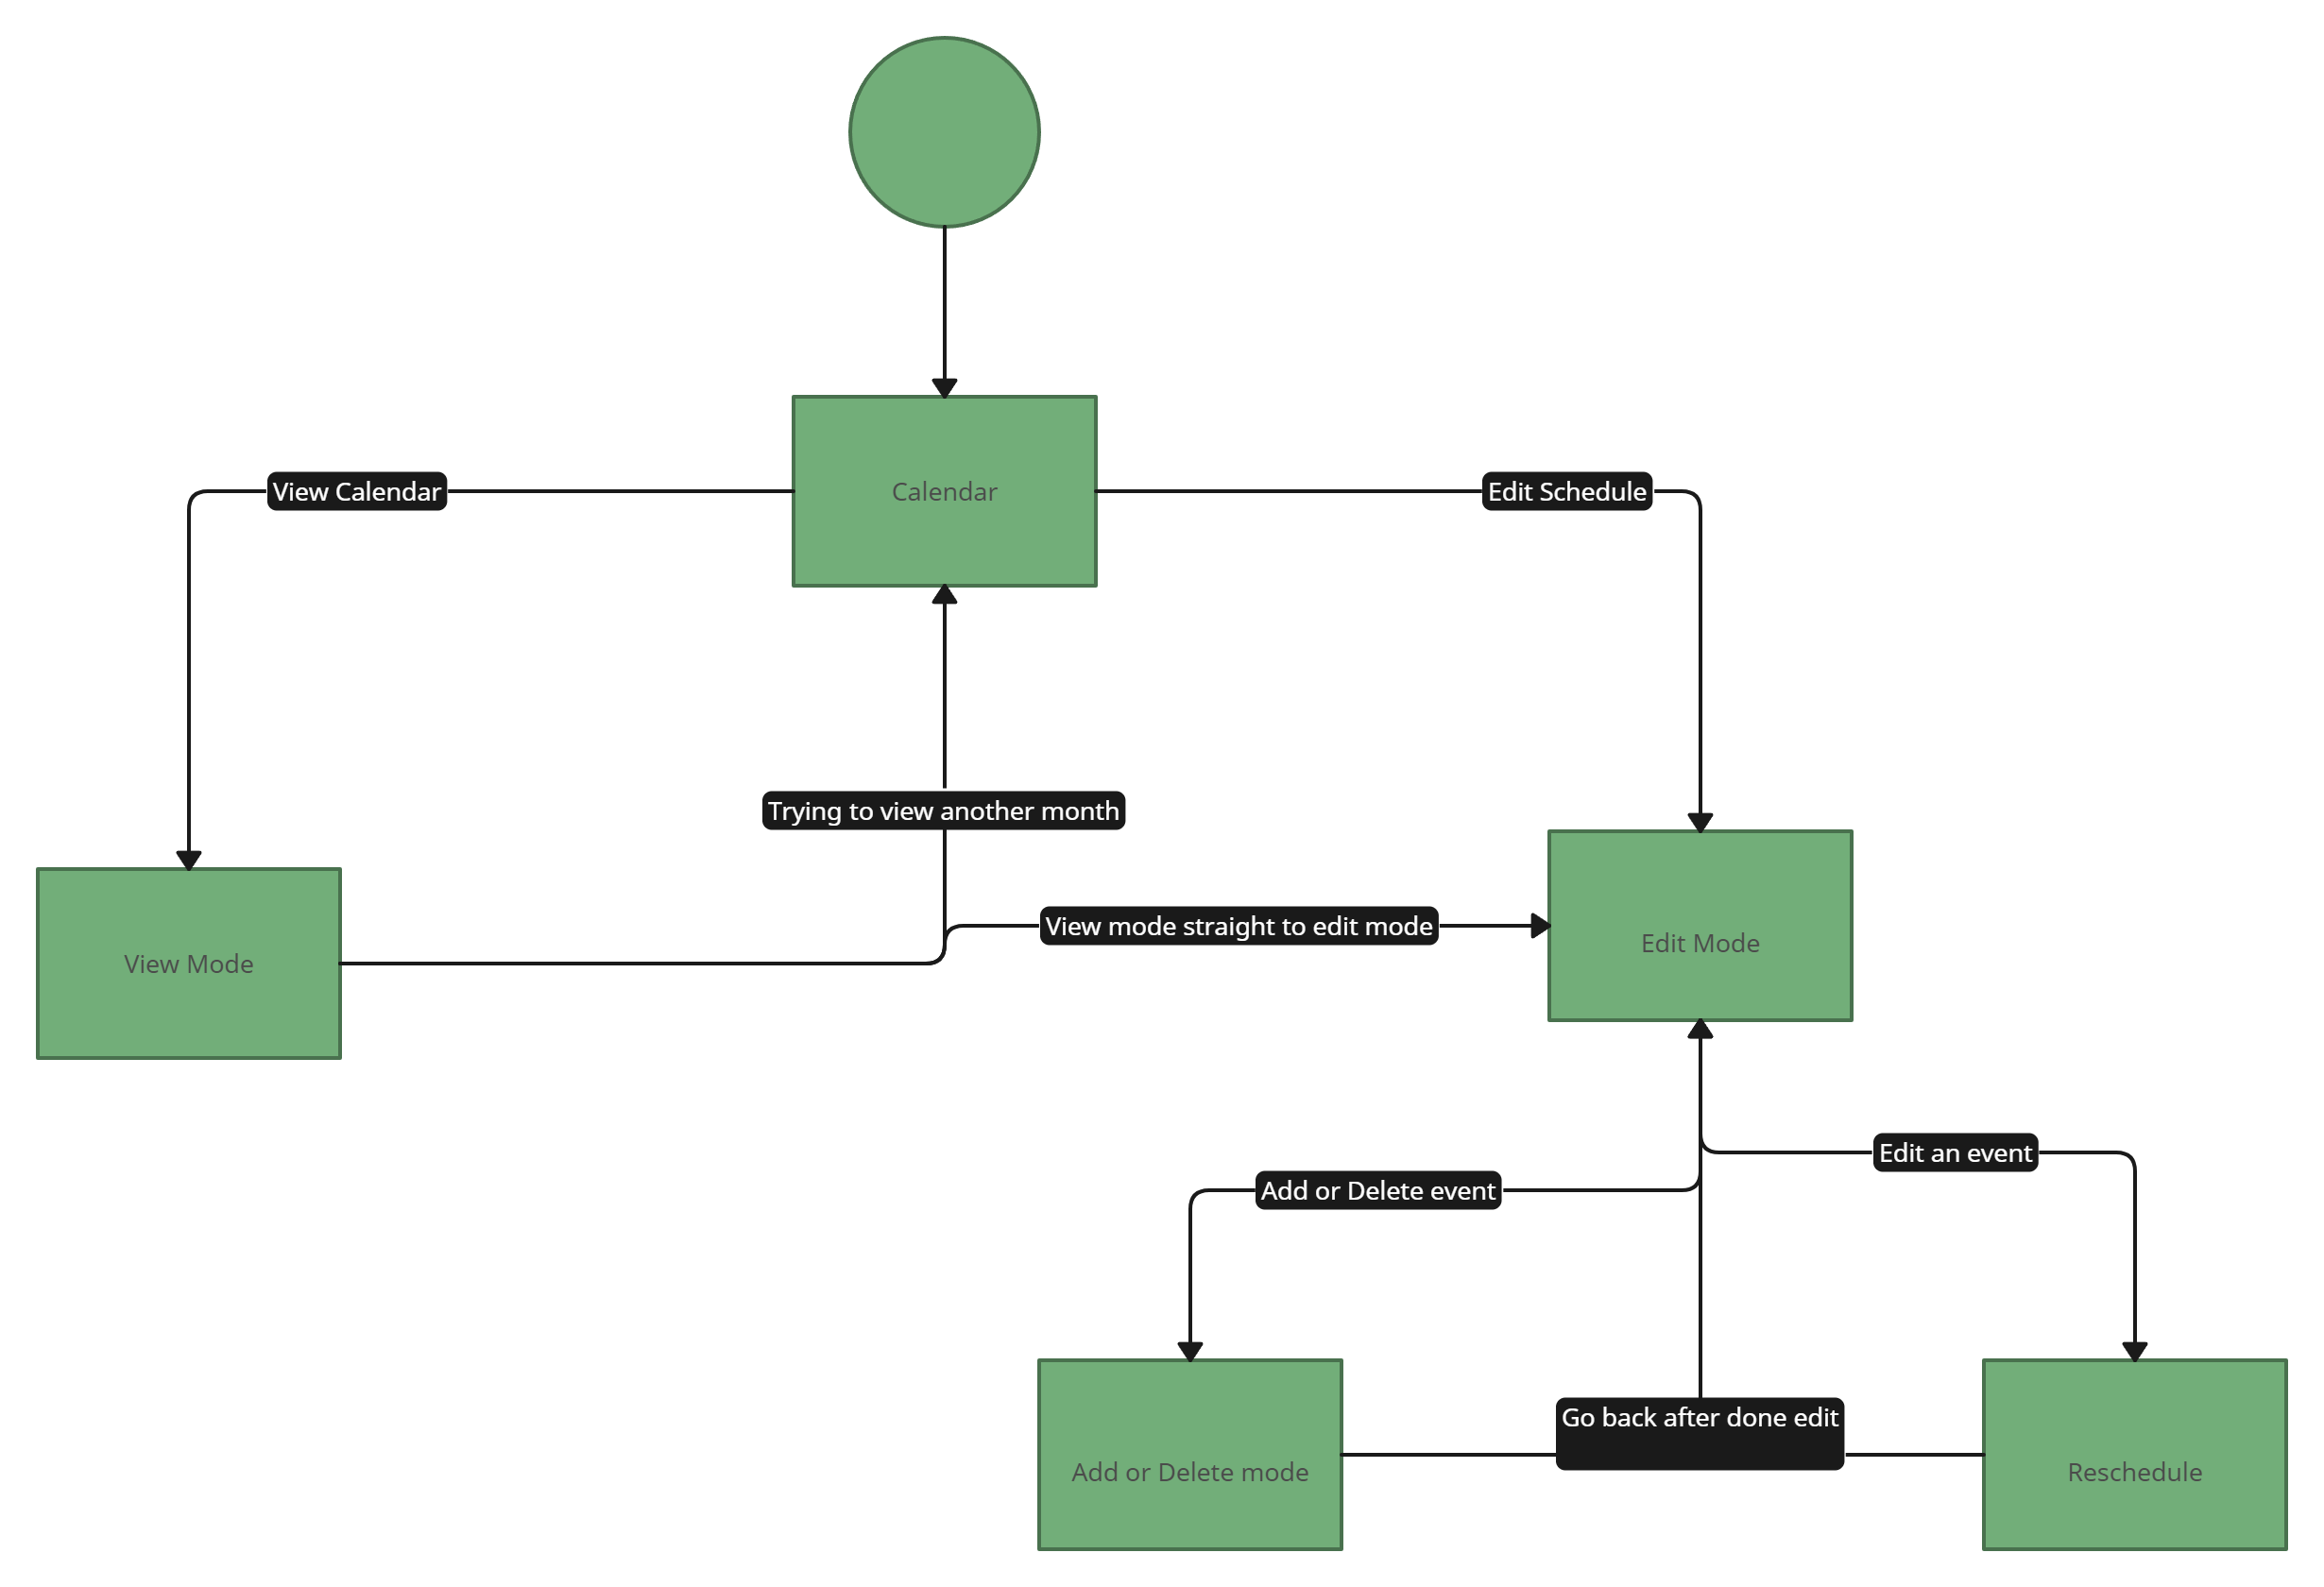 View Calendar
Calendar
Edit Schedule
Trying to view another month
View mode straight to edit mode
Edit Mode
View Mode
Edit an event
Add or Delete event
Go back after done edit
Add or Delete mode
Reschedule